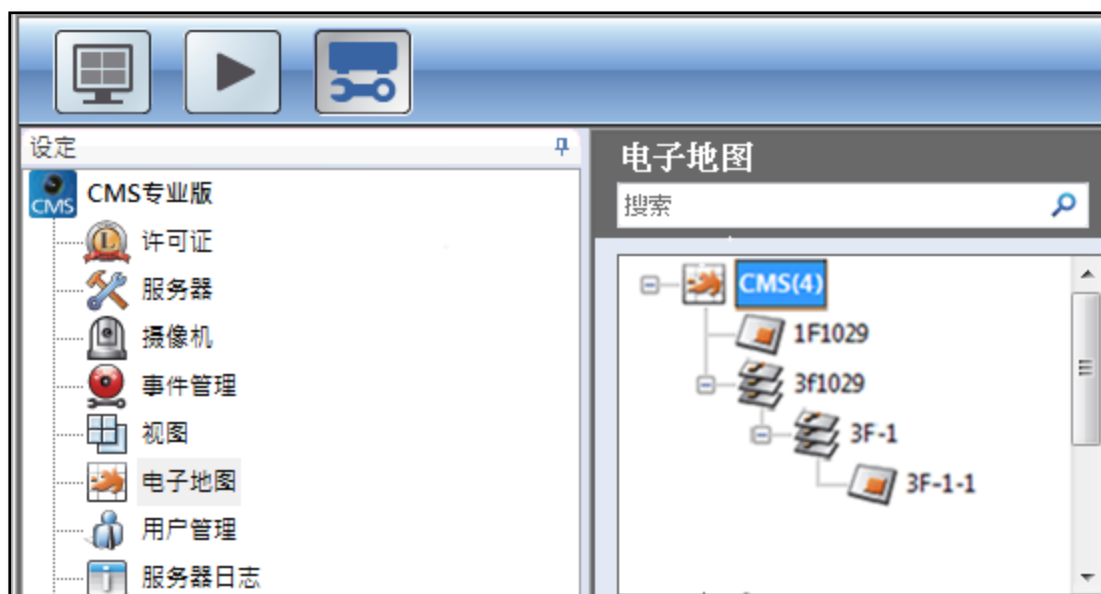 设定
CMS
CMS专业版
许可证
服务器
摄像机
事件管理
视图
电子地图
用户管理
服务器日志
电子地图
搜索
CMS(4)
1F1029
3f1029
3F-1
3F-1-1